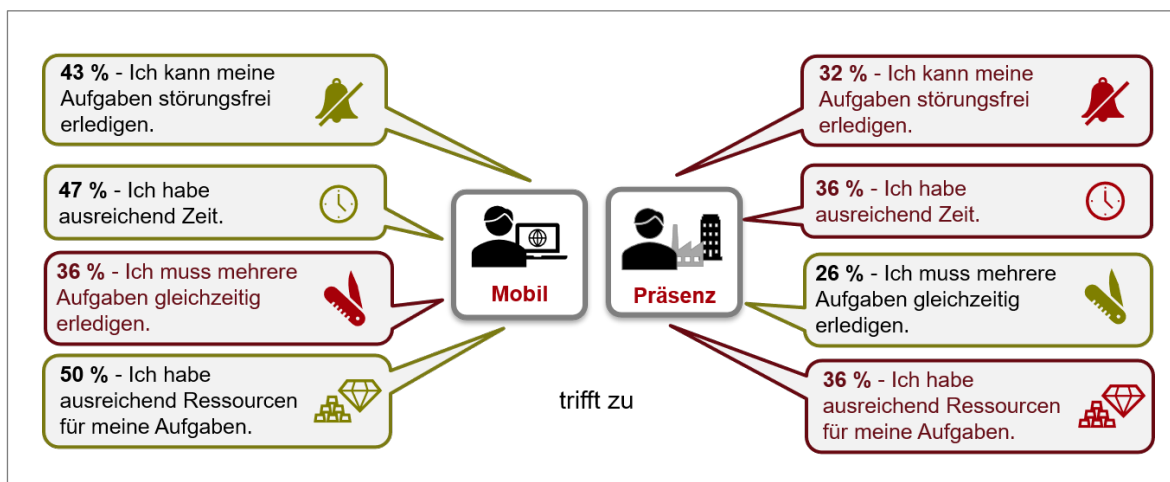 43 % - Ich kann meine
Aufgaben störungsfrei
erledigen.
47 % - Ich habe
ausreichend Zeit.
36 % - Ich muss mehrere
Aufgaben gleichzeitig
erledigen.
50 % - Ich habe
ausreichend Ressourcen
für meine Aufgaben.
Mobil
Präsenz
trifft zu
32 % - Ich kann meine
Aufgaben störungsfrei
erledigen.
36 % - Ich habe
ausreichend Zeit.
26 % - Ich muss mehrere
Aufgaben gleichzeitig
erledigen.
36 % - Ich habe
ausreichend Ressourcen
für meine Aufgaben.